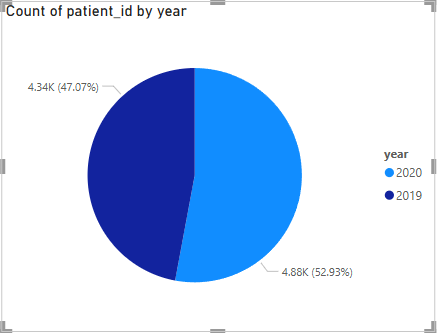 Count of patient_id by year
4.34K (47.07%)
year
2020
2019
4.88K (52.93%)